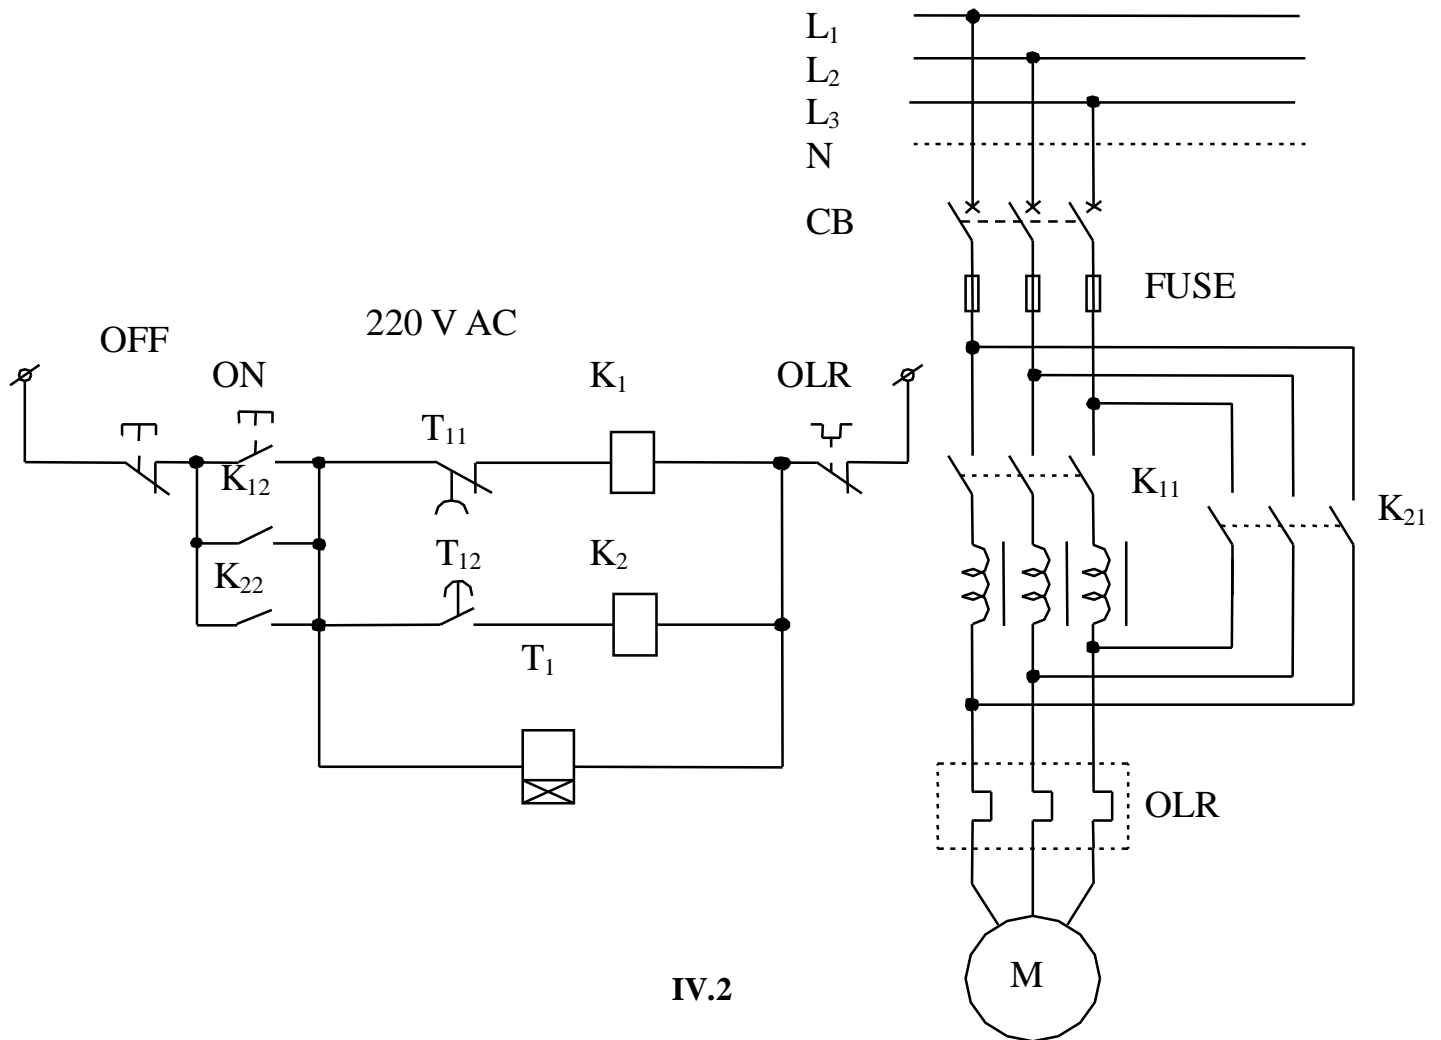 L₁
L₂
L₃
N
CB
FUSE
220 V AC
OFF
ON
K₁
OLR
T₁₁
K₁₂
K₁₁
K₂₁
T₁₂
K₂
K₂₂
T₁
OLR
M
IV.2